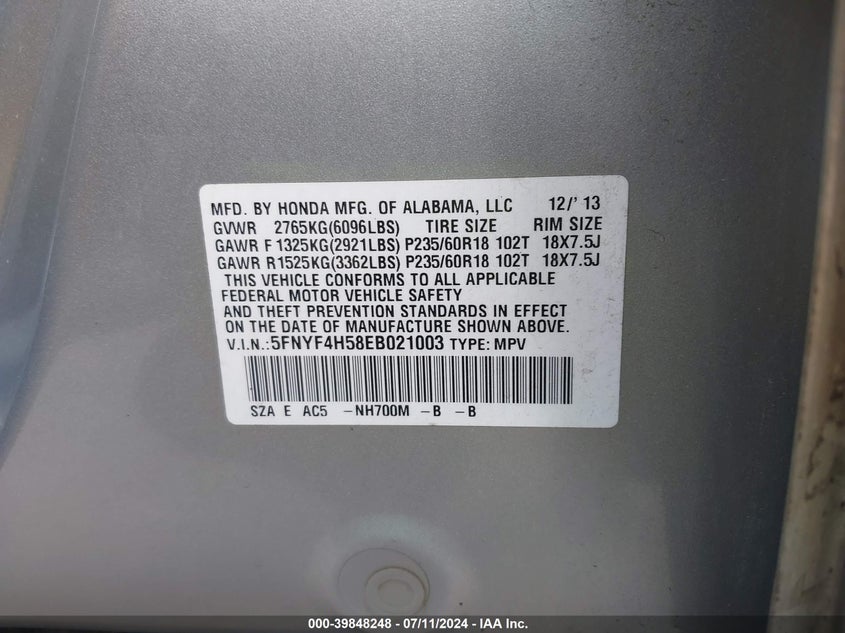 MFD. BY HONDA MFG. OF ALABAMA, LLC 12/' 13
GVWR 2765KG(6096LBS) TIRE SIZE RIM SIZE
GAWR F 1325KG(2921LBS) P235/60R18 102T 18X7.5J
GAWR R1525KG(3362LBS) P235/60R18 102T 18X7.5J
THIS VEHICLE CONFORMS TO ALL APPLICABLE
FEDERAL MOTOR VEHICLE SAFETY
AND THEFT PREVENTION STANDARDS IN EFFECT
ON THE DATE OF MANUFACTURE SHOWN ABOVE.
V.I.N.: 5FNYF4H58EB021003 TYPE: MPV
SZA E AC5 -NH700M -B -B
000-39848248 - 07/11/2024 - IAA Inc.